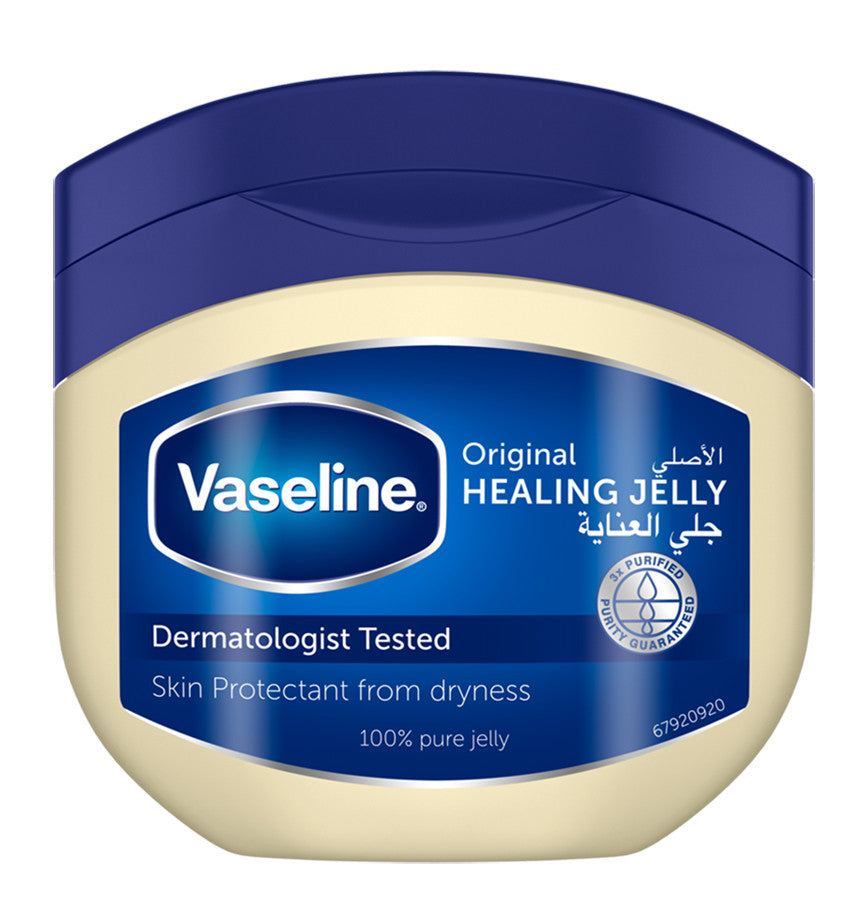 Vaseline®
Original
الأصلي
HEALING JELLY
جلي العناية
3x PURIFIED
PURITY GUARANTEED
Dermatologist Tested
Skin Protectant from dryness
100% pure jelly
67920920